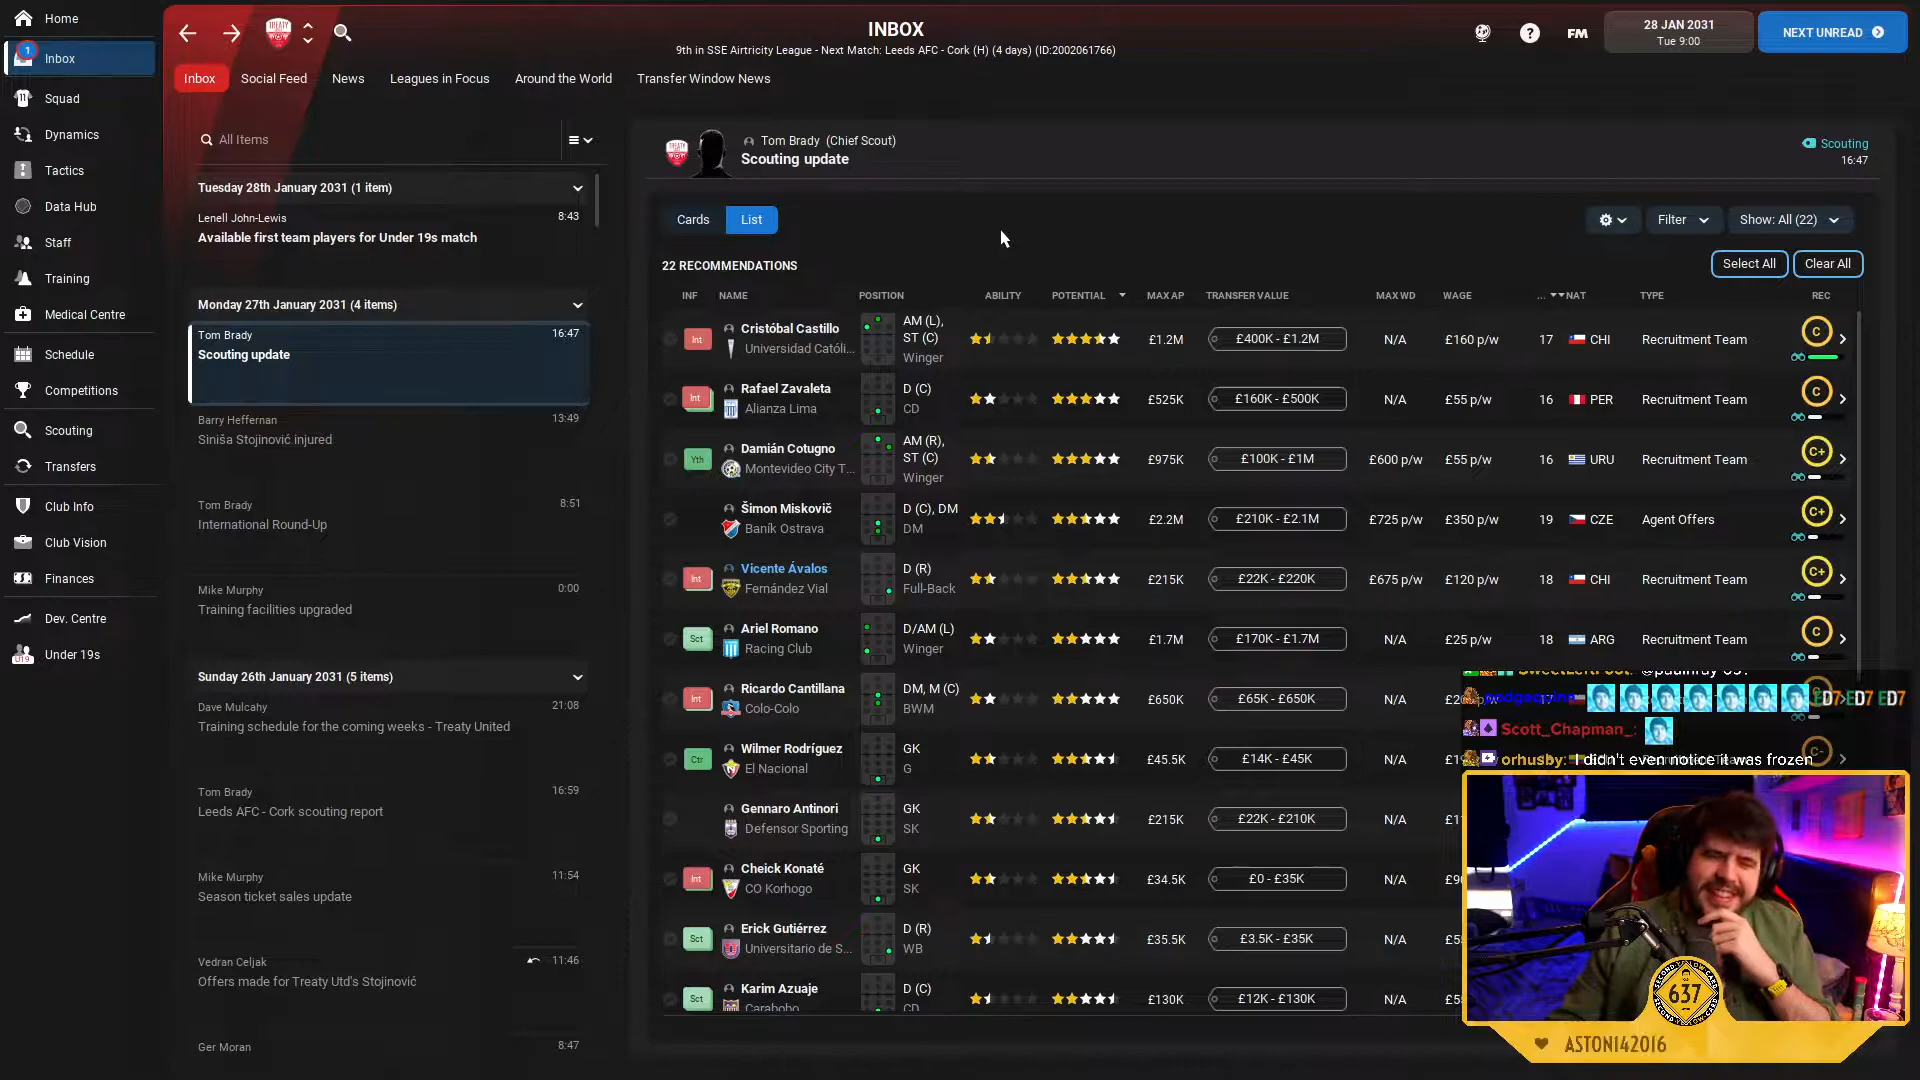 Home
1
Inbox
Squad
Dynamics
Tactics
Data Hub
Staff
Training
Medical Centre
Schedule
Competitions
Scouting
Transfers
Club Info
Club Vision
Finances
Dev. Centre
Under 19s
INBOX
9th in SSE Airtricity League - Next Match: Leeds AFC - Cork (H) (4 days) (ID:2002061766)
FM
28 JAN 2031
Tue 9:00
NEXT UNREAD
Inbox
Social Feed
News
Leagues in Focus
Around the World
Transfer Window News
All Items
Tuesday 28th January 2031 (1 item)
Lenell John-Lewis 8:43
Available first team players for Under 19s match
Monday 27th January 2031 (4 items)
Tom Brady 16:47
Scouting update
Barry Heffernan 13:49
Siniša Stojinović injured
Tom Brady 8:51
International Round-Up
Mike Murphy 0:00
Training facilities upgraded
Sunday 26th January 2031 (5 items)
Dave Mulcahy 21:08
Training schedule for the coming weeks - Treaty United
Tom Brady 16:59
Leeds AFC - Cork scouting report
Mike Murphy 11:54
Season ticket sales update
Vedran Celjak 11:46
Offers made for Treaty Utd's Stojinović
Ger Moran 8:47
Tom Brady (Chief Scout)
Scouting update
Scouting
16:47
Cards List
Filter
Show: All (22)
22 RECOMMENDATIONS
Select All Clear All
INF NAME POSITION ABILITY POTENTIAL MAX AP TRANSFER VALUE MAX WD WAGE ... NAT TYPE REC
Int Cristóbal Castillo AM (L), ST (C) £1.2M £400K - £1.2M N/A £160 p/w 17 CHI Recruitment Team C
Universidad Católi... Winger
Int Rafael Zavaleta D (C) £525K £160K - £500K N/A £55 p/w 16 PER Recruitment Team C
Alianza Lima CD
Yth Damián Cotugno AM (R), ST (C) £975K £100K - £1M £600 p/w £55 p/w 16 URU Recruitment Team C+
Montevideo City T... Winger
Šimon Miskovič D (C), DM £2.2M £210K - £2.1M £725 p/w £350 p/w 19 CZE Agent Offers C+
Baník Ostrava DM
Int Vicente Ávalos D (R) £215K £22K - £220K £675 p/w £120 p/w 18 CHI Recruitment Team C+
Fernández Vial Full-Back
Sct Ariel Romano D/AM (L) £1.7M £170K - £1.7M N/A £25 p/w 18 ARG Recruitment Team C
Racing Club Winger
Int Ricardo Cantillana DM, M (C) £650K £65K - £650K N/A
Colo-Colo BWM
Ctr Wilmer Rodríguez GK £45.5K £14K - £45K N/A C-
El Nacional G
Gennaro Antinori GK £215K £22K - £210K N/A
Defensor Sporting SK
Int Cheick Konaté GK £34.5K £0 - £35K N/A
CO Korhogo SK
Sct Erick Gutiérrez D (R) £35.5K £3.5K - £35K N/A
Universitario de S... WB
Sct Karim Azuaje D (C) £130K £12K - £130K N/A
Carabobo CD
ED7 ED7 ED7
Scott_Chapman_:
orhusby: I didn't even notice it was frozen
SECOND YELLOW CARD
637
ASTON142016